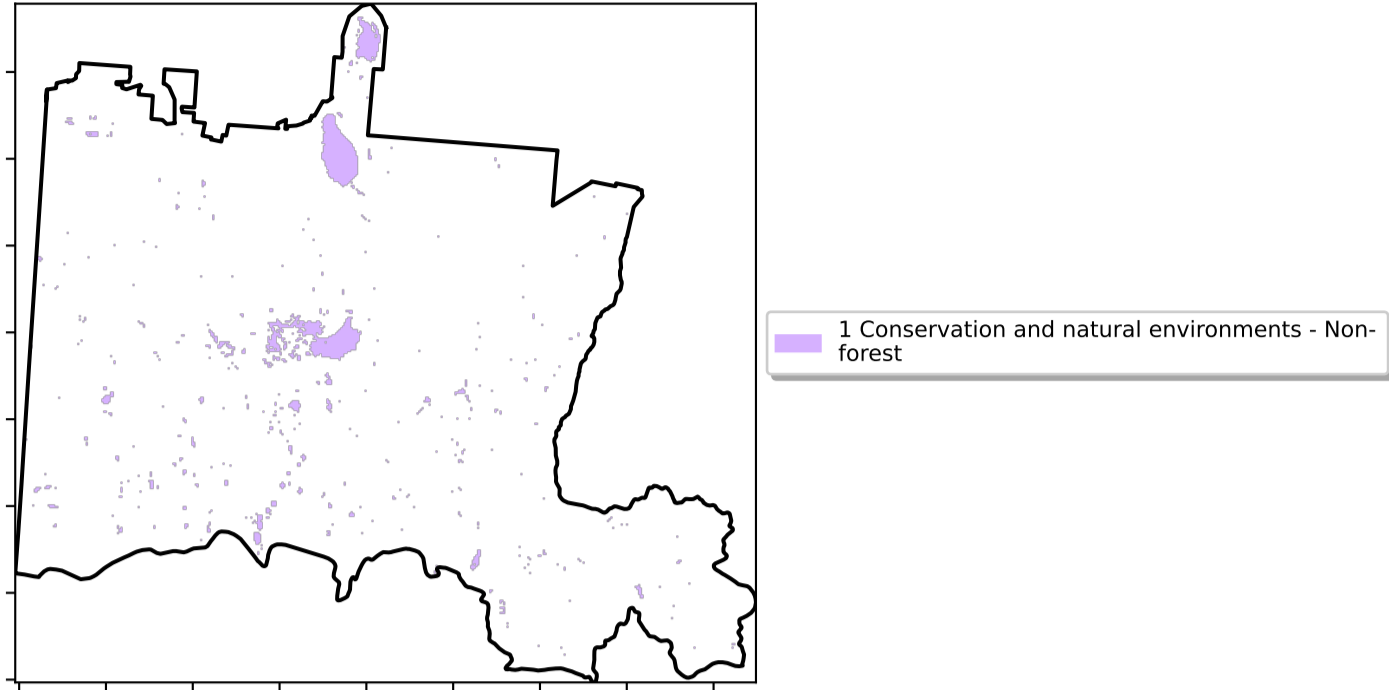 1 Conservation and natural environments - Non-
forest